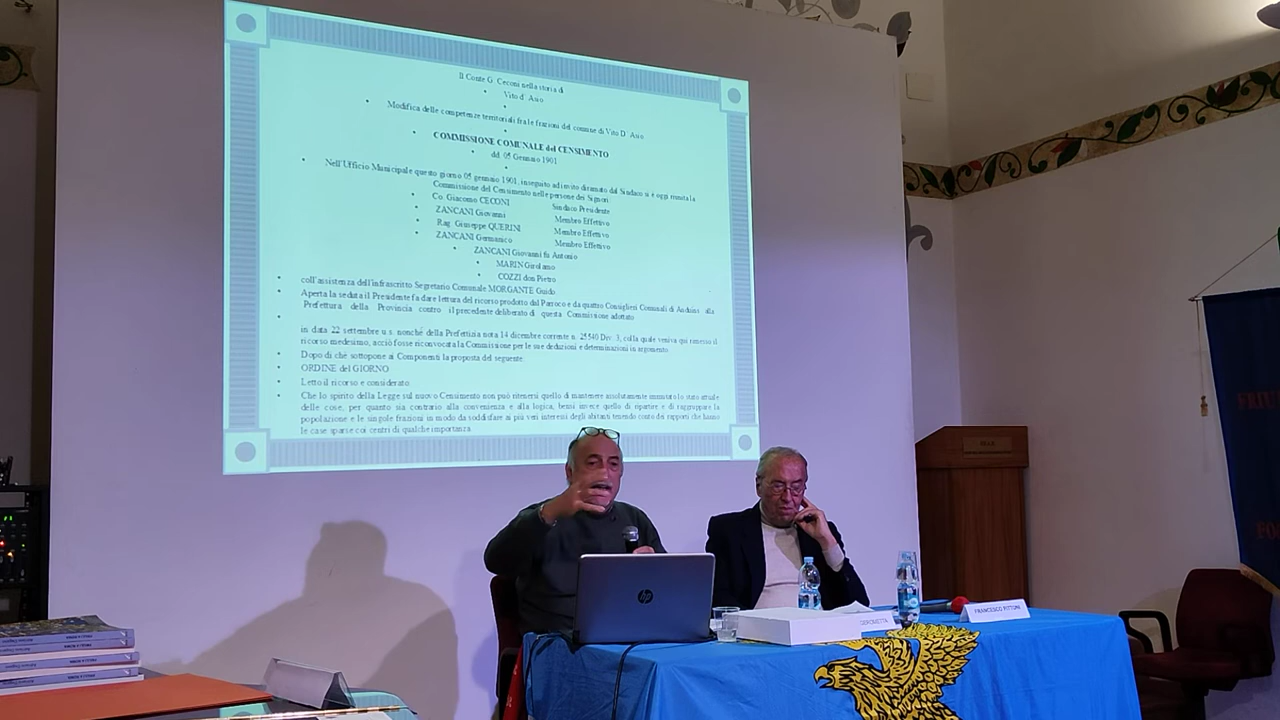 Il Conte G. Ceconi nella storia di
Vito d' Asio
Modifica delle competenze territoriali fra le frazioni del comune di Vito D' Asio
COMMISSIONE COMUNALE del CENSIMENTO
dd. 05 Gennaio 1901
Nell'Ufficio Municipale questo giorno 05 gennaio 1901, in seguito ad invito diramato dal Sindaco si è oggi riunita la
Commissione del Censimento nelle persone dei Signori
Co. Giacomo CECONI Sindaco Presidente
ZANCANI Giovanni Membro Effettivo
Rag. Giuseppe QUERINI Membro Effettivo
ZANCANI Germanico Membro Effettivo
ZANCANI Giovanni fu Antonio
MARIN Girolamo
COZZI don Pietro
coll'assistenza dell'infrascritto Segretario Comunale MORGANTE Guido
Aperta la seduta il Presidente fa dare lettura del ricorso prodotto dal Parroco e da quattro Consiglieri Comunali di Anduins alla
Prefettura della Provincia contro il precedente deliberato di questa Commissione adottato
in data 22 settembre u.s. nonché della Prefettizia nota 14 dicembre corrente n. 25540 Div. 3, colla quale veniva qui rimesso il
ricorso medesimo, acciò fosse riconvocata la Commissione per le sue deduzioni e determinazioni in argomento.
Dopo di chè sottopone ai Componenti la proposta del seguente:
ORDINE del GIORNO
Letto il ricorso e considerato
Che lo spirito della Legge sul nuovo Censimento non può ritenersi quello di mantenere assolutamente immutato lo stato attuale
delle cose, per quanto sia contrario alla convenienza e alla logica, bensì invece quello di ripartire e di raggruppare la
popolazione e le singole frazioni in modo da soddisfare ai più veri interessi degli abitanti tenendo conto dei rapporti che hanno
le case sparse coi centri di qualche importanza
hp
GEROMETTA
FRANCESCO PITTONI
FRIU